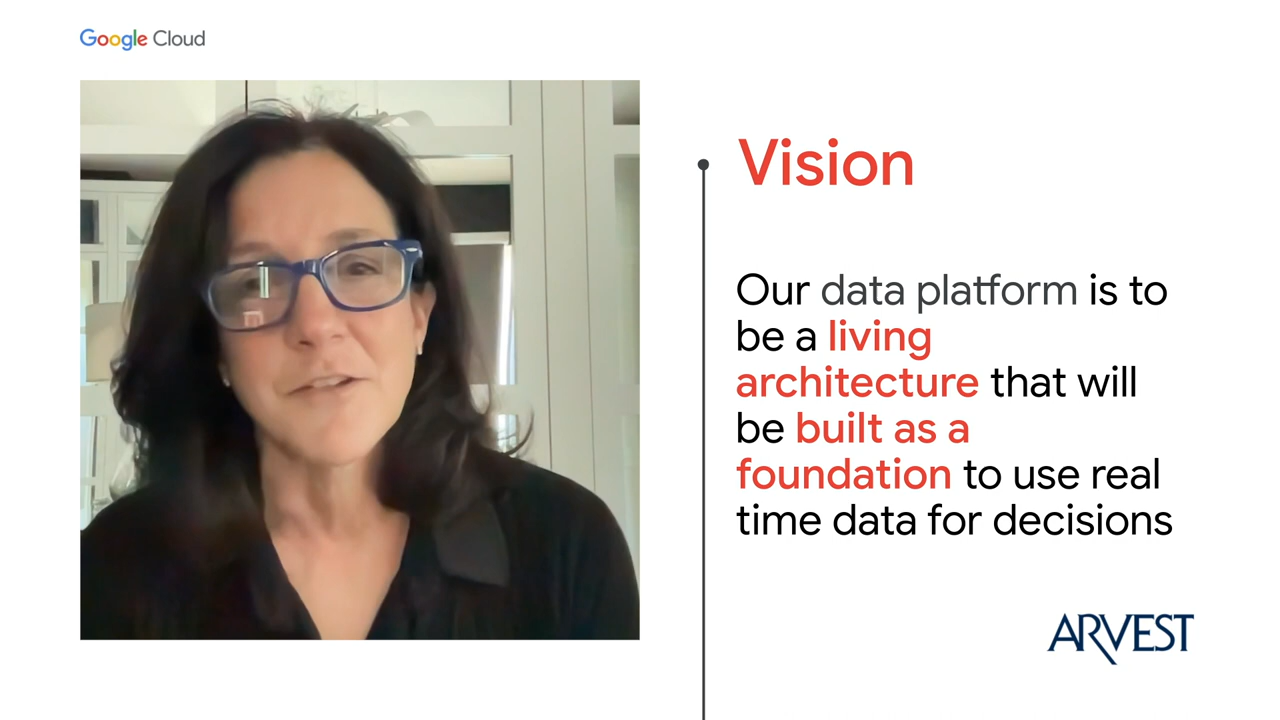 Google Cloud
Vision
Our data platform is to
be a living
architecture that will
be built as a
foundation to use real
time data for decisions
ARVEST